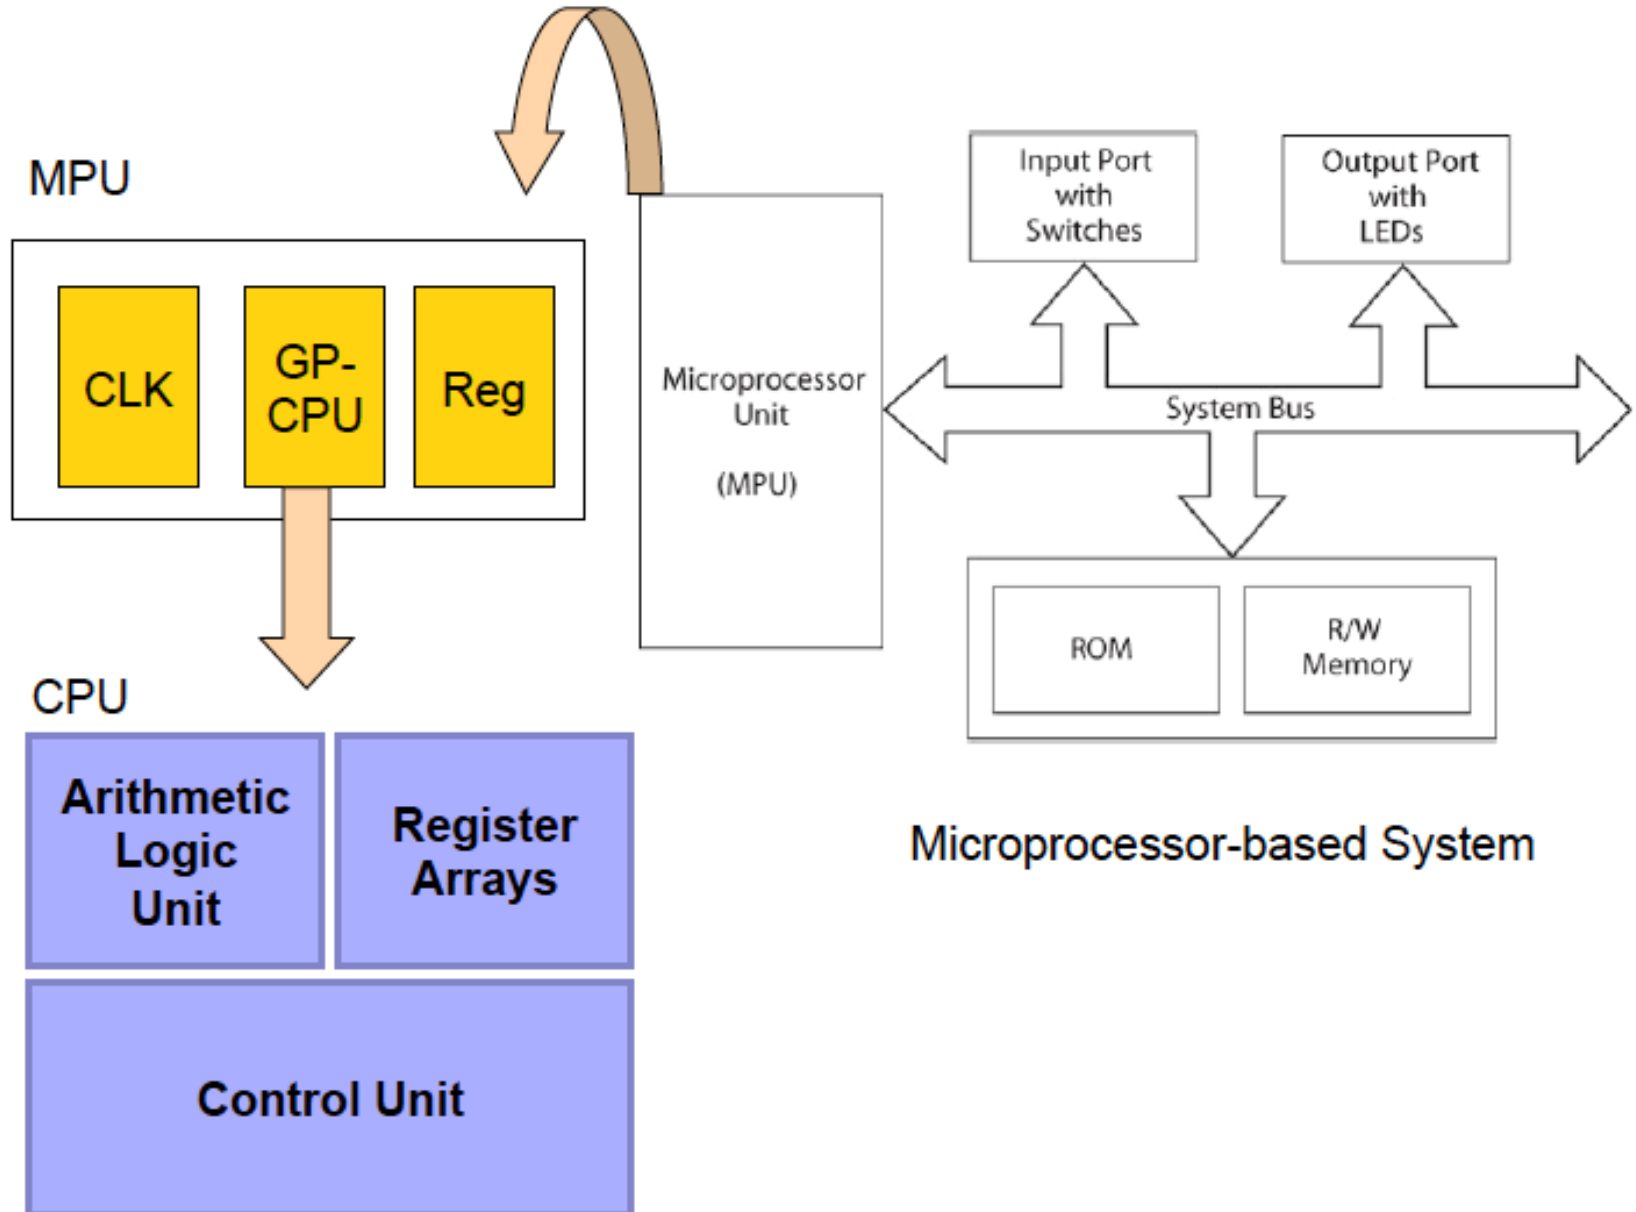 MPU
CLK
GP-
CPU
Reg
Microprocessor
Unit
(MPU)
Input Port
with
Switches
Output Port
with
LEDs
System Bus
ROM
R/W
Memory
CPU
Arithmetic
Logic
Unit
Register
Arrays
Control Unit
Microprocessor-based System